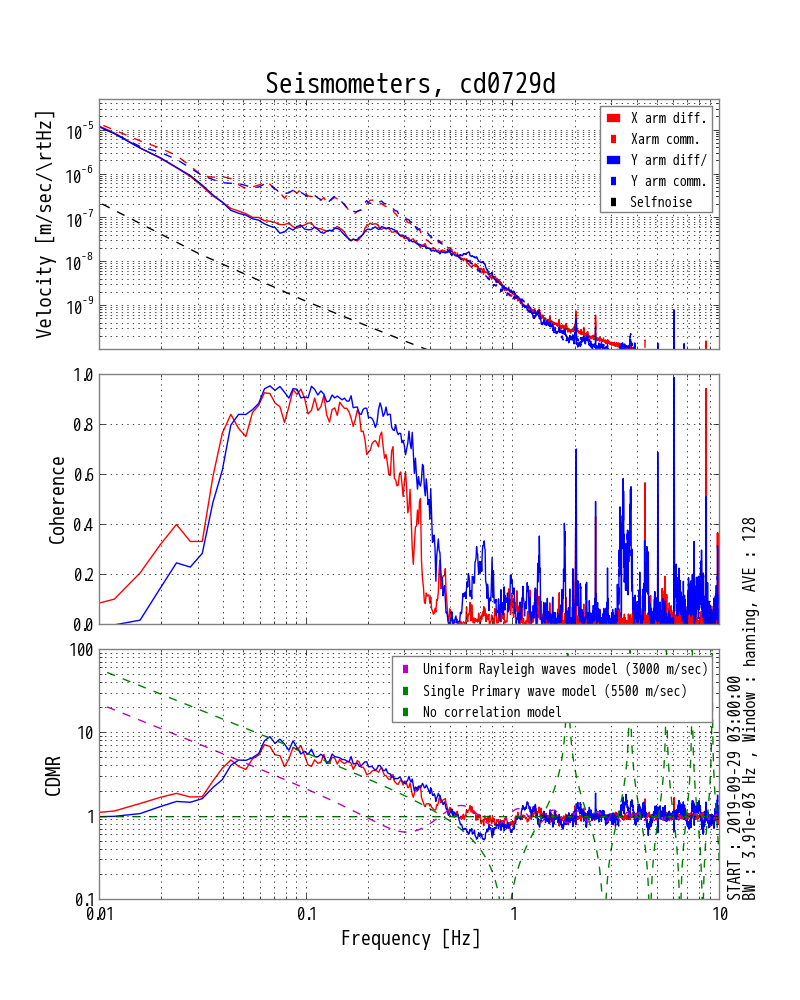 Seismometers, cd0729d
Velocity [m/sec/\rtHz]
10^-5
10^-6
10^-7
10^-8
10^-9
X arm diff.
Xarm comm.
Y arm diff/
Y arm comm.
Selfnoise
Coherence
1.0
0.8
0.6
0.4
0.2
0.0
CDMR
100
10
1
0.1
Uniform Rayleigh waves model (3000 m/sec)
Single Primary wave model (5500 m/sec)
No correlation model
0.01
0.1
1
10
Frequency [Hz]
START : 2019-09-29 03:00:00
BW : 3.91e-03 Hz , Window : hanning, AVE : 128